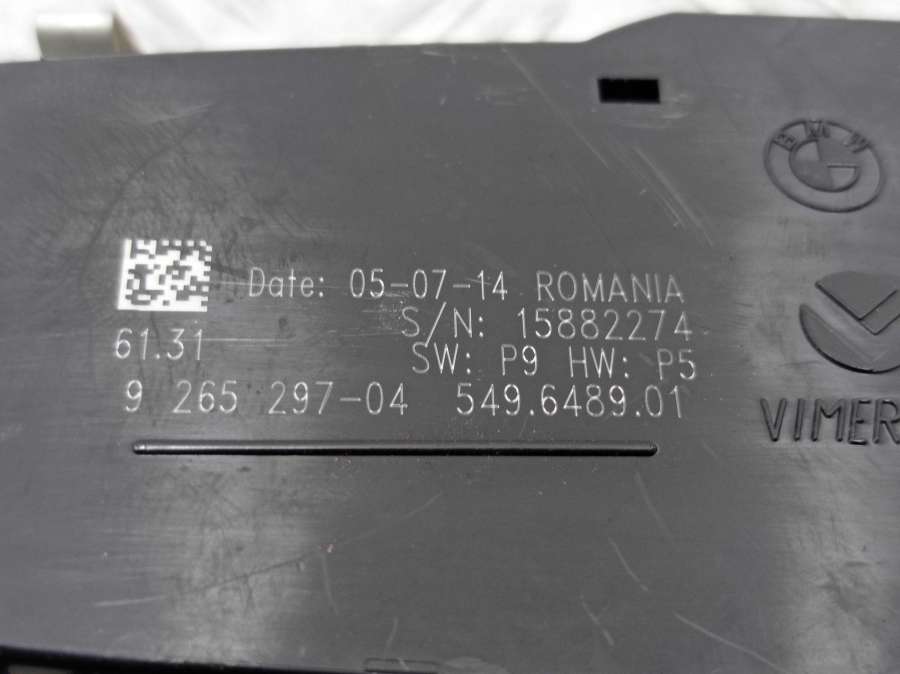 BMW
Date: 05-07-14 ROMANIA
S/N: 15882274
61.31
SW: P9 HW: P5
9 265 297-04 549.6489.01
VIMER